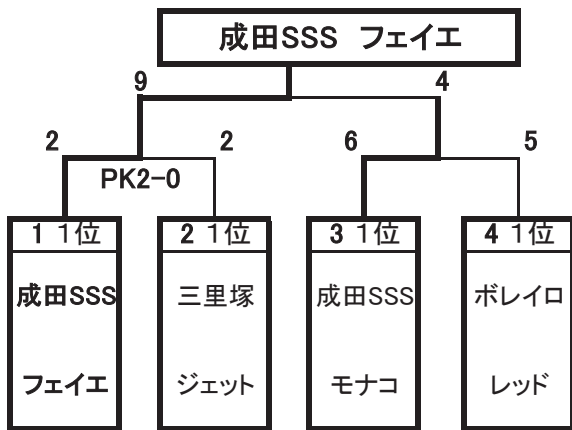 成田SSS フェイエ
9 4
2 2 6 5
PK2-0
1 1位 2 1位 3 1位 4 1位
成田SSS 三里塚 成田SSS ボレイロ
フェイエ ジェット モナコ レッド